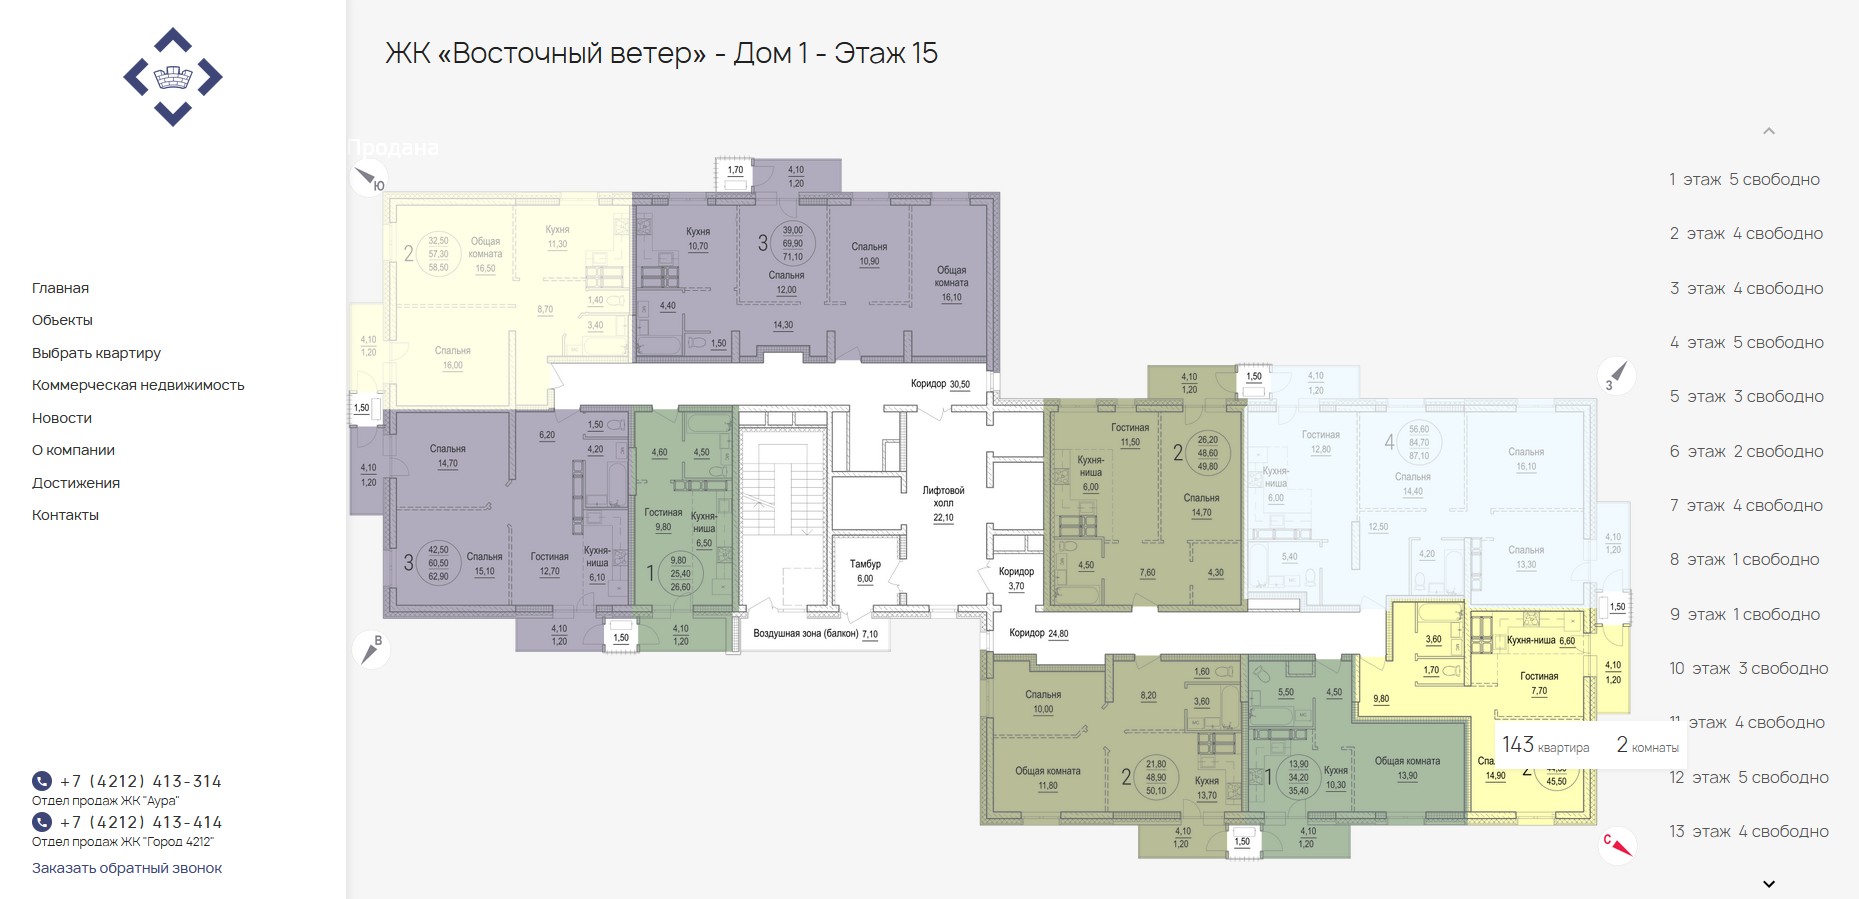 ЖК «Восточный ветер» - Дом 1 - Этаж 15
Продана
Ю
1,70
4,10
1,20
2
32,50
57,30
58,50
Общая
комната
16,50
Кухня
11,30
8,70
1,40
3,40
Спальня
16,00
4,10
1,20
1,50
Кухня
10,70
3
39,00
69,90
71,10
Спальня
12,00
Спальня
10,90
Общая
комната
16,10
4,40
1,50
14,30
Коридор 30,50
Спальня
14,70
6,20
1,50
4,20
4,10
1,20
3
42,50
60,50
62,90
Спальня
15,10
Гостиная
12,70
Кухня-
ниша
6,10
4,10
1,20
1,50
4,60
4,50
Гостиная
9,80
Кухня-
ниша
6,50
1
9,80
25,40
26,60
4,10
1,20
Лифтовой
холл
22,10
Тамбур
6,00
Коридор
3,70
Воздушная зона (балкон) 7,10
Коридор 24,80
4,10
1,20
1,50
Гостиная
11,50
Кухня-
ниша
6,00
2
26,20
48,60
49,80
Спальня
14,70
4,50
7,60
4,30
4,10
1,20
Гостиная
12,80
Кухня-
ниша
6,00
4
56,60
84,70
87,10
Спальня
14,40
Спальня
16,10
12,50
5,40
4,20
Спальня
13,30
4,10
1,20
1,50
З
В
3,60
1,70
9,80
Кухня-ниша 6,60
Гостиная
7,70
4,10
1,20
143 квартира 2 комнаты
14,90
2
45,50
Спальня
10,00
8,20
1,60
3,60
Общая комната
11,80
2
21,80
48,90
50,10
Кухня
13,70
4,10
1,20
1,50
5,50
4,50
1
13,90
34,20
35,40
Кухня
10,30
Общая комната
13,90
4,10
1,20
С
Главная
Объекты
Выбрать квартиру
Коммерческая недвижимость
Новости
О компании
Достижения
Контакты
+7 (4212) 413-314
Отдел продаж ЖК "Аура"
+7 (4212) 413-414
Отдел продаж ЖК "Город 4212"
Заказать обратный звонок
1 этаж 5 свободно
2 этаж 4 свободно
3 этаж 4 свободно
4 этаж 5 свободно
5 этаж 3 свободно
6 этаж 2 свободно
7 этаж 4 свободно
8 этаж 1 свободно
9 этаж 1 свободно
10 этаж 3 свободно
11 этаж 4 свободно
12 этаж 5 свободно
13 этаж 4 свободно